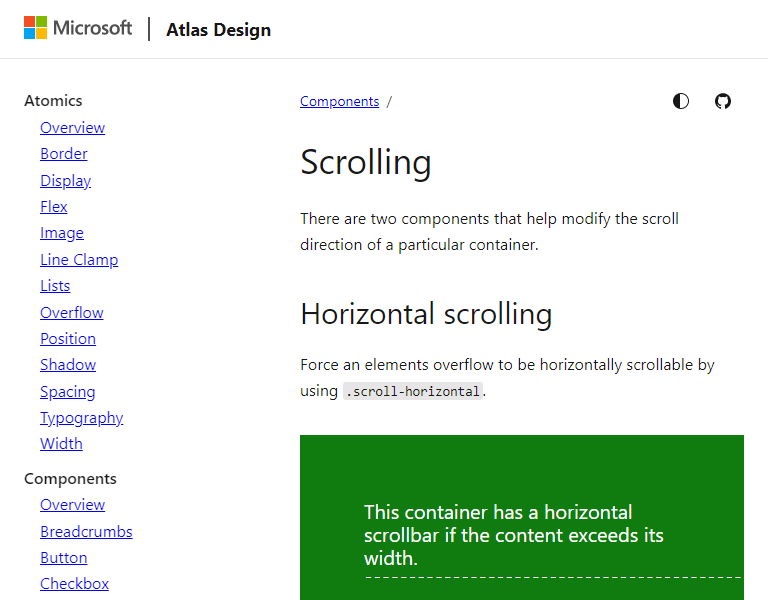 Microsoft | Atlas Design
Atomics
Overview
Border
Display
Flex
Image
Line Clamp
Lists
Overflow
Position
Shadow
Spacing
Typography
Width
Components
Overview
Breadcrumbs
Button
Checkbox
Components /
Scrolling
There are two components that help modify the scroll
direction of a particular container.
Horizontal scrolling
Force an elements overflow to be horizontally scrollable by
using .scroll-horizontal.
This container has a horizontal
scrollbar if the content exceeds its
width.